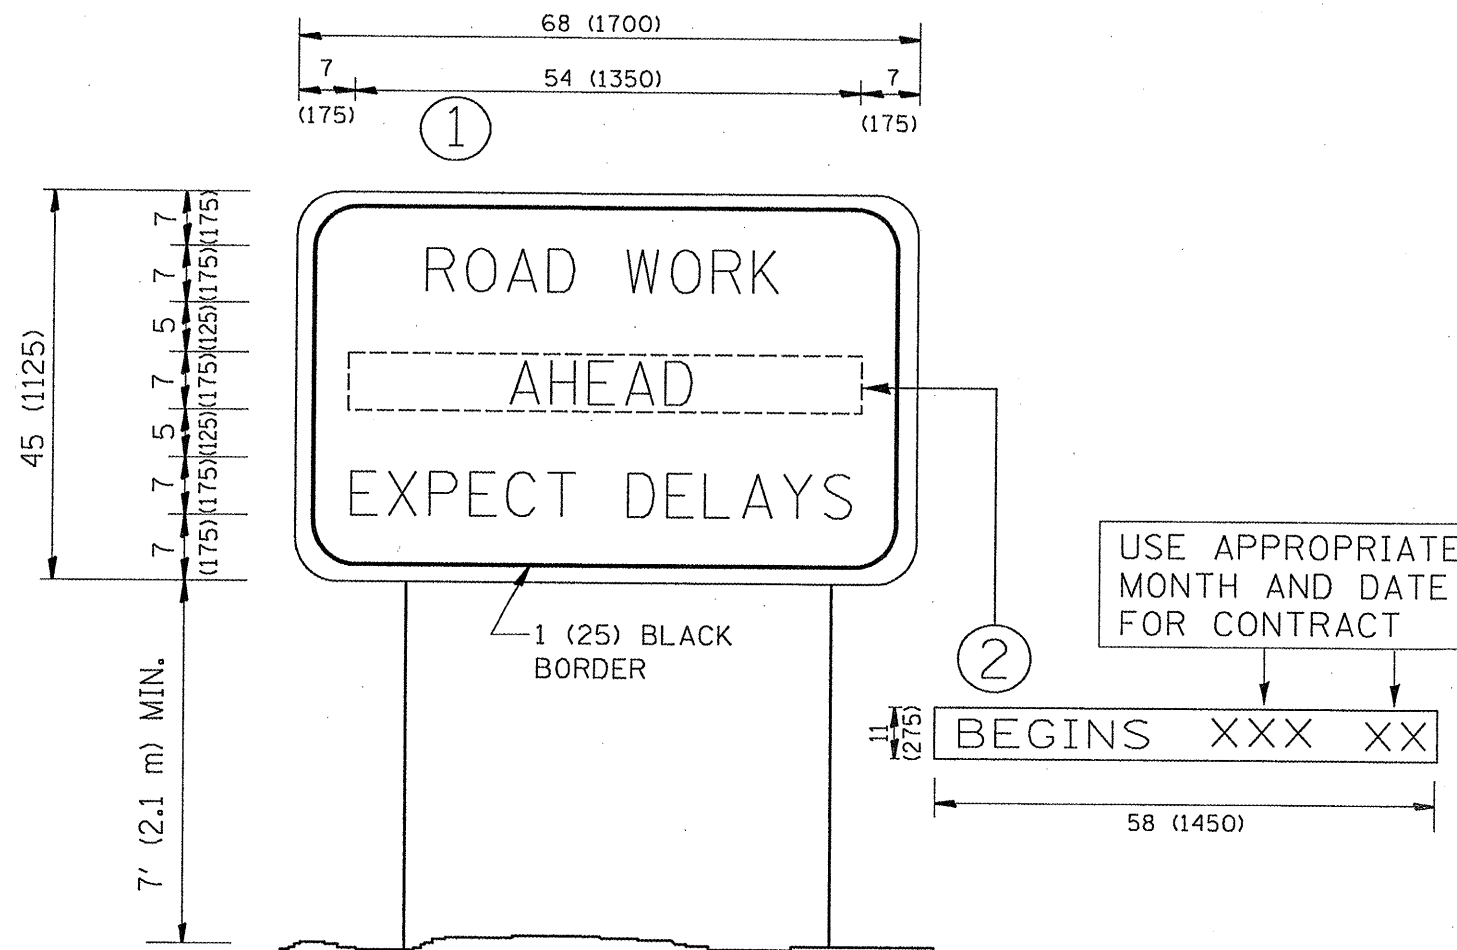 68 (1700)
7
54 (1350)
7
(175)
(175)
1
45 (1125)
7
(175)
7
(175)
5
(125)
7
(175)
5
(125)
7
(175)
7
(175)
ROAD WORK
AHEAD
EXPECT DELAYS
1 (25) BLACK
BORDER
7' (2.1 m) MIN.
USE APPROPRIATE
MONTH AND DATE
FOR CONTRACT
2
11
(275)
BEGINS XXX XX
58 (1450)